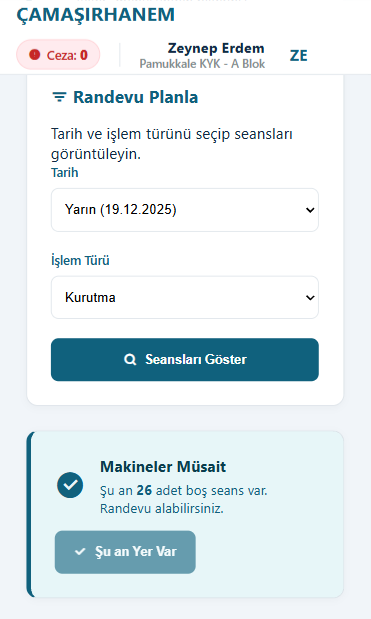 ÇAMAŞIRHANEM
Ceza: 0
Zeynep Erdem
Pamukkale KYK - A Blok
ZE
Randevu Planla
Tarih ve işlem türünü seçip seansları
görüntüleyin.
Tarih
Yarın (19.12.2025)
İşlem Türü
Kurutma
Seansları Göster
Makineler Müsait
Şu an 26 adet boş seans var.
Randevu alabilirsiniz.
Şu an Yer Var